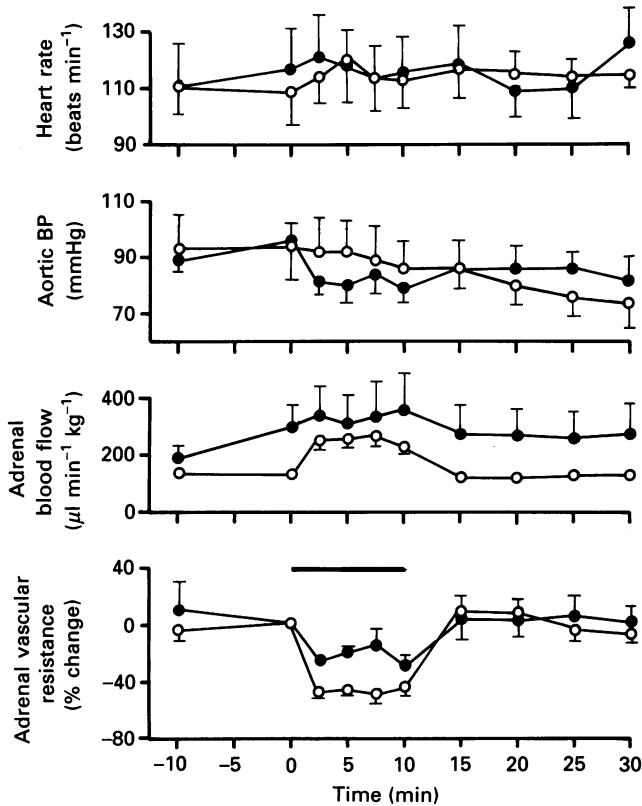 Heart rate
(beats min⁻¹)
130
110
90
Aortic BP
(mmHg)
110
90
70
Adrenal
blood flow
(μl min⁻¹ kg⁻¹)
400
200
0
Adrenal vascular
resistance
(% change)
40
0
−40
−80
−10 −5 0 5 10 15 20 25 30
Time (min)